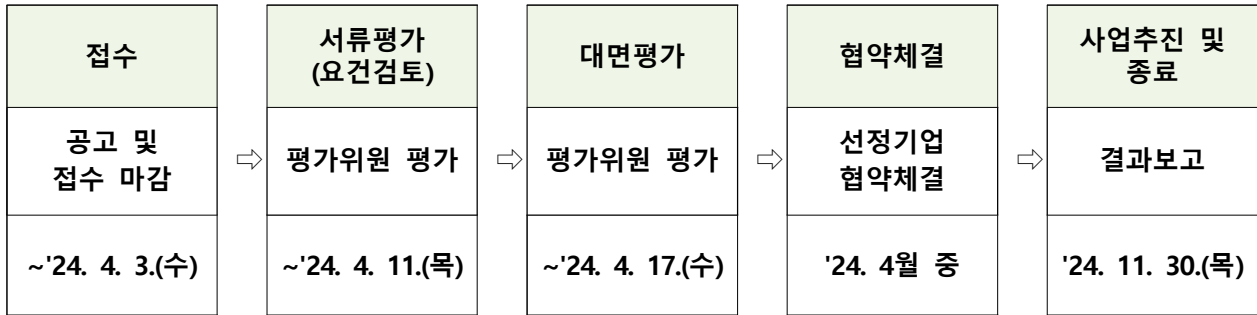 접수
공고 및
접수 마감
~'24. 4. 3.(수)
⇨
서류평가
(요건검토)
평가위원 평가
~'24. 4. 11.(목)
⇨
대면평가
평가위원 평가
~'24. 4. 17.(수)
⇨
협약체결
선정기업
협약체결
'24. 4월 중
⇨
사업추진 및
종료
결과보고
'24. 11. 30.(목)